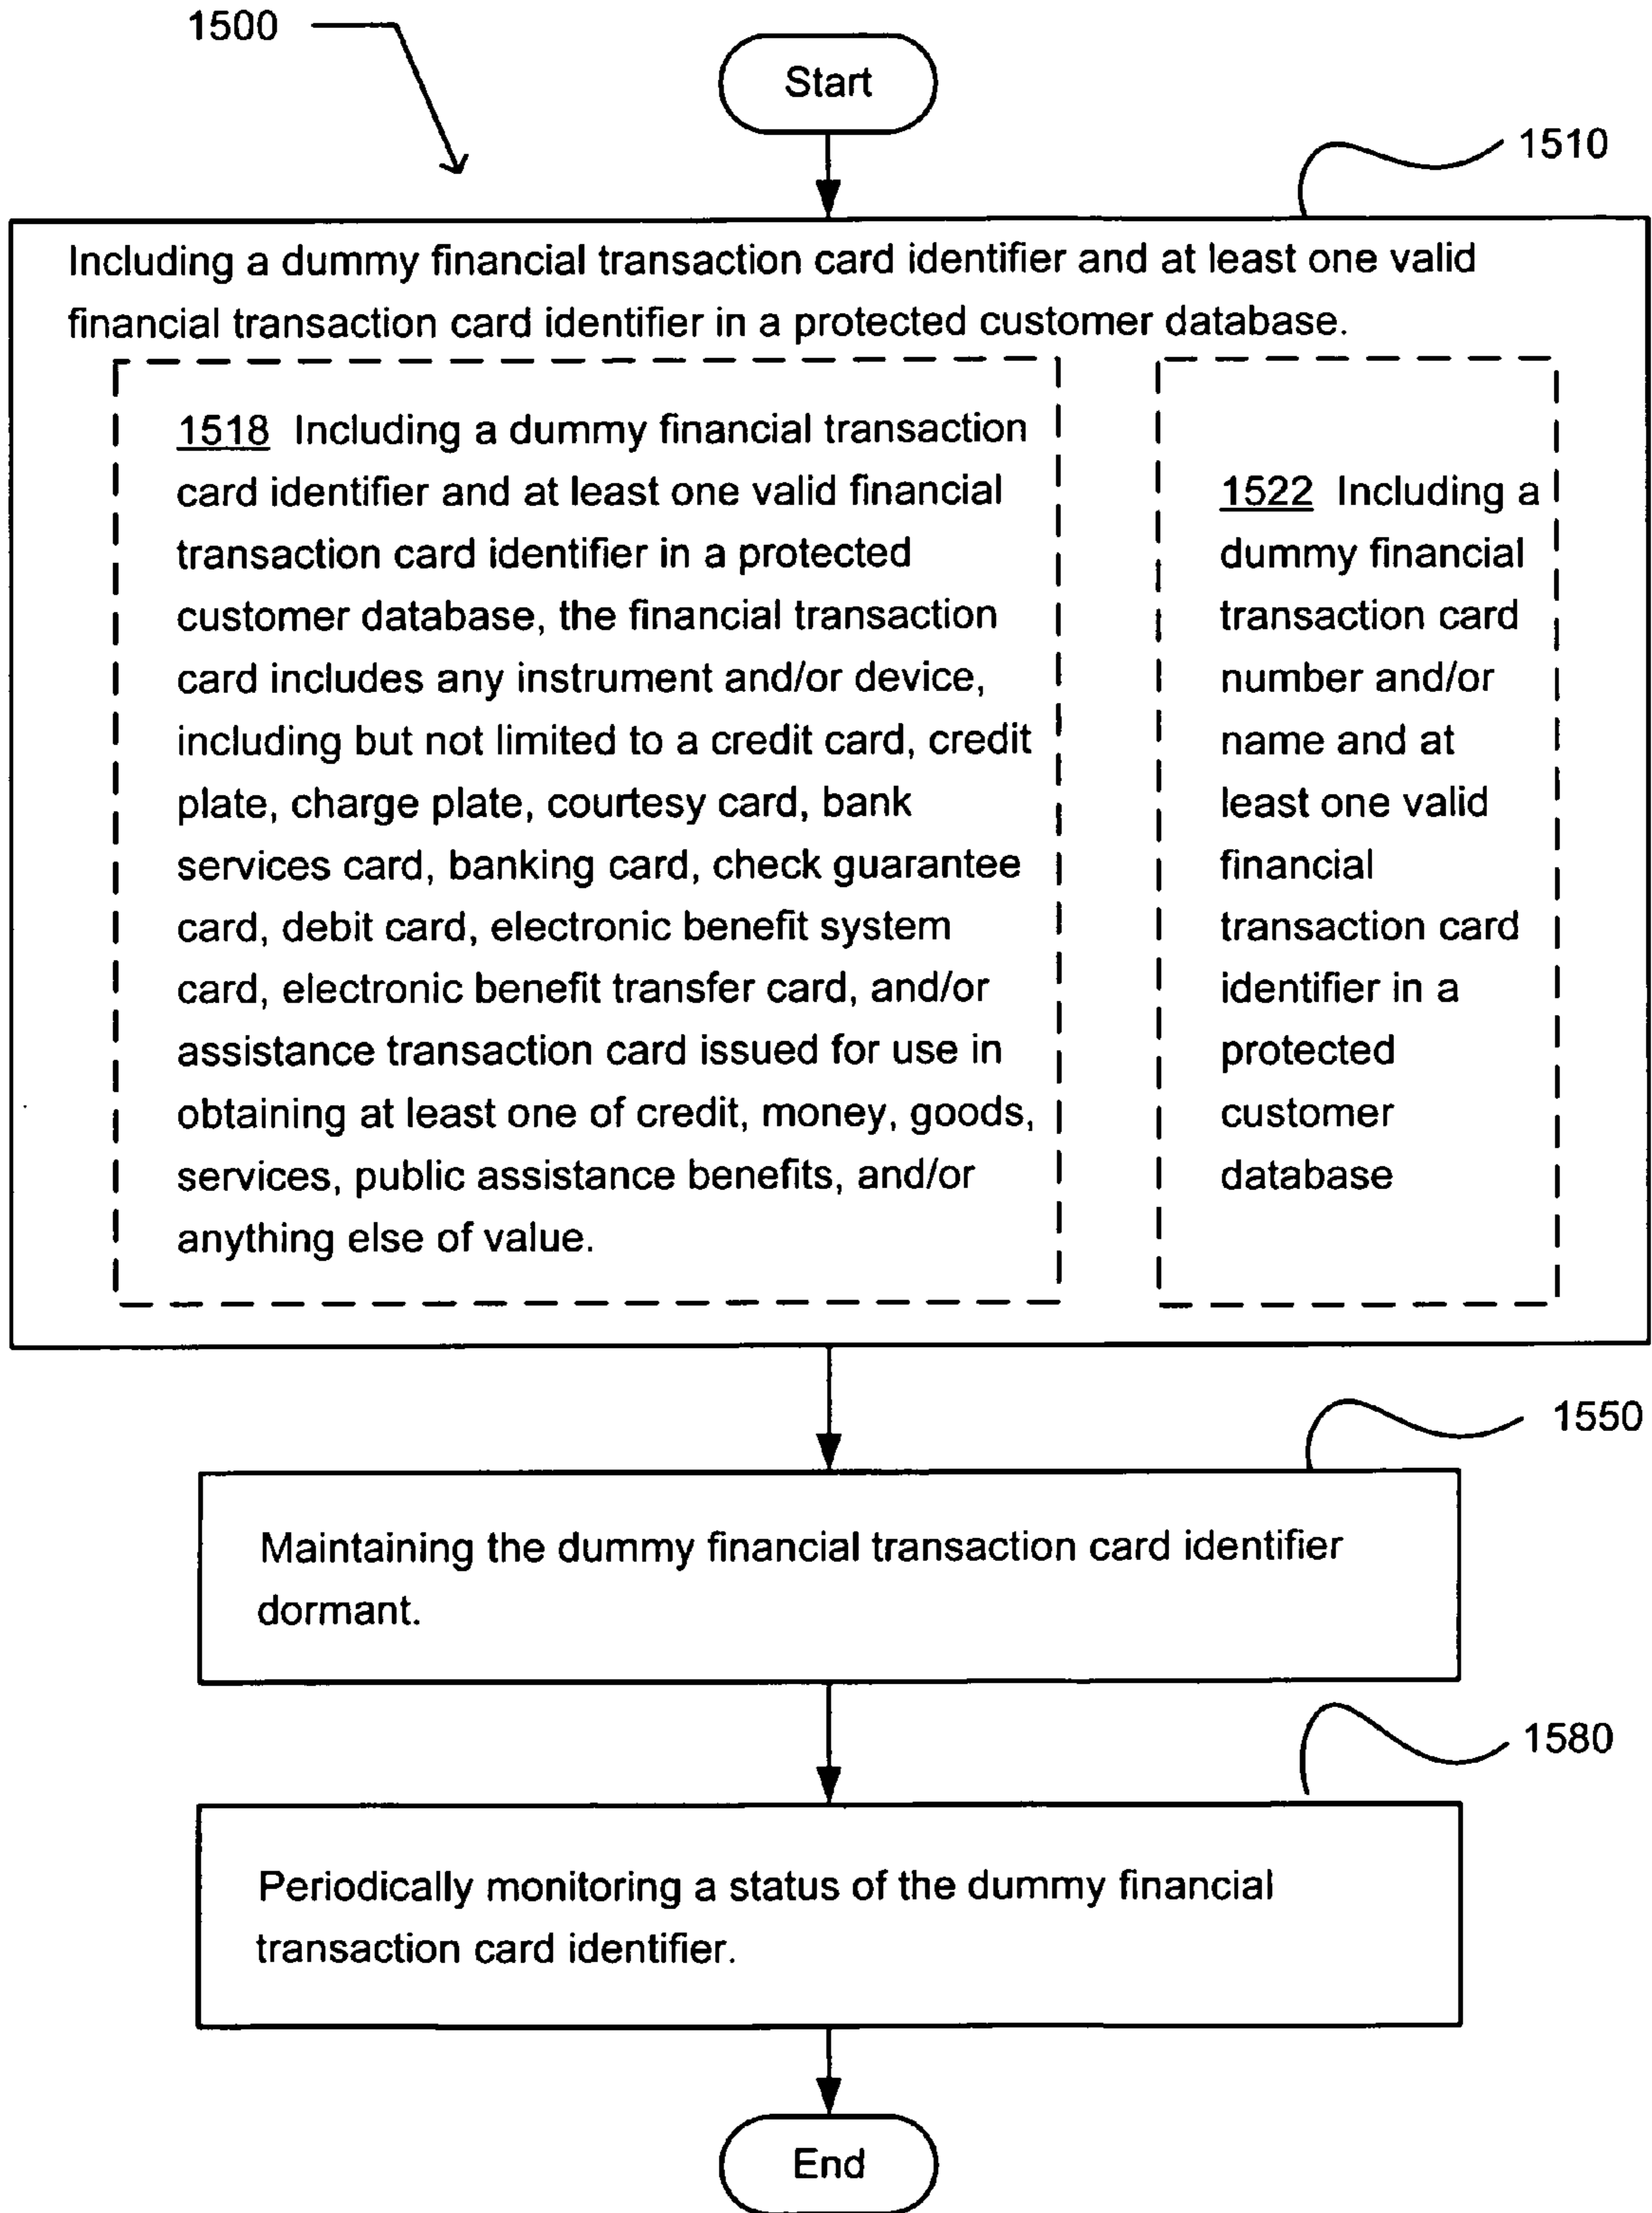 1500
Start
1510
Including a dummy financial transaction card identifier and at least one valid
financial transaction card identifier in a protected customer database.
1518 Including a dummy financial transaction
card identifier and at least one valid financial
transaction card identifier in a protected
customer database, the financial transaction
card includes any instrument and/or device,
including but not limited to a credit card, credit
plate, charge plate, courtesy card, bank
services card, banking card, check guarantee
card, debit card, electronic benefit system
card, electronic benefit transfer card, and/or
assistance transaction card issued for use in
obtaining at least one of credit, money, goods,
services, public assistance benefits, and/or
anything else of value.
1522 Including a
dummy financial
transaction card
number and/or
name and at
least one valid
financial
transaction card
identifier in a
protected
customer
database
1550
Maintaining the dummy financial transaction card identifier
dormant.
1580
Periodically monitoring a status of the dummy financial
transaction card identifier.
End